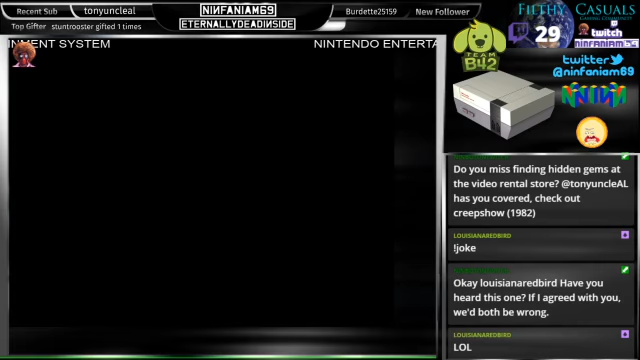 Recent Sub
tonyuncleal
NINFANIAM69
ETERNALLYDEADINSIDE
Burdette25159
New Follower
Top Gifter
stuntrooster gifted 1 times
FILTHY CASUALS
GAMING COMMUNITY
29
twitch
NINFANIAM69
INMENT SYSTEM
NINTENDO ENTERTA
TEAM
B42
twitter
@ninfaniam69
Do you miss finding hidden gems at
the video rental store? @tonyuncleAL
has you covered, check out
creepshow (1982)
LOUISIANAREDBIRD
!joke
Okay louisianaredbird Have you
heard this one? If I agreed with you,
we'd both be wrong.
LOUISIANAREDBIRD
LOL